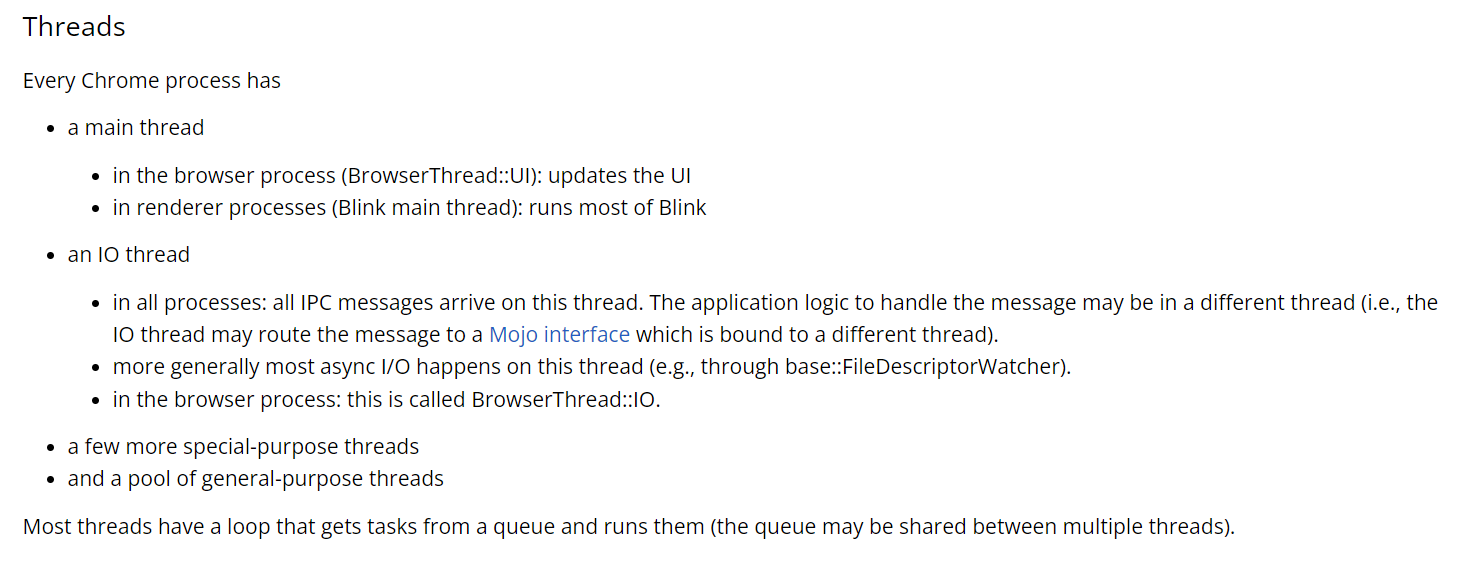 Threads
Every Chrome process has
a main thread
in the browser process (BrowserThread::UI): updates the UI
in renderer processes (Blink main thread): runs most of Blink
an IO thread
in all processes: all IPC messages arrive on this thread. The application logic to handle the message may be in a different thread (i.e., the
IO thread may route the message to a Mojo interface which is bound to a different thread).
more generally most async I/O happens on this thread (e.g., through base::FileDescriptorWatcher).
in the browser process: this is called BrowserThread::IO.
a few more special-purpose threads
and a pool of general-purpose threads
Most threads have a loop that gets tasks from a queue and runs them (the queue may be shared between multiple threads).